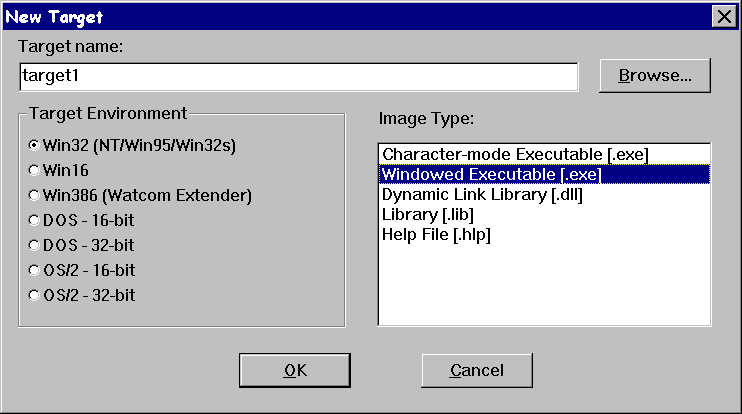 New Target
Target name:
target1
Browse...
Target Environment
Win32 (NT/Win95/Win32s)
Win16
Win386 (Watcom Extender)
DOS - 16-bit
DOS - 32-bit
OS/2 - 16-bit
OS/2 - 32-bit
Image Type:
Character-mode Executable [.exe]
Windowed Executable [.exe]
Dynamic Link Library [.dll]
Library [.lib]
Help File [.hlp]
OK
Cancel